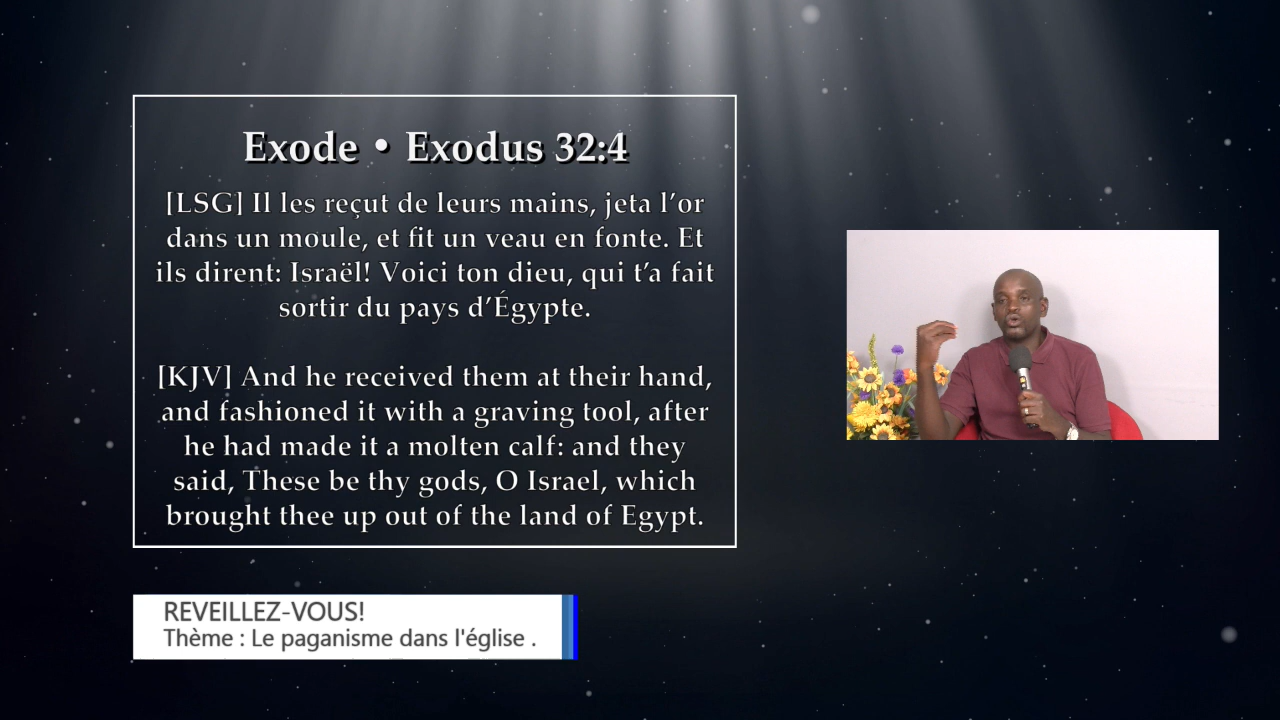 Exode • Exodus 32:4
[LSG] Il les reçut de leurs mains, jeta l’or
dans un moule, et fit un veau en fonte. Et
ils dirent: Israël! Voici ton dieu, qui t’a fait
sortir du pays d’Égypte.
[KJV] And he received them at their hand,
and fashioned it with a graving tool, after
he had made it a molten calf: and they
said, These be thy gods, O Israel, which
brought thee up out of the land of Egypt.
REVEILLEZ-VOUS!
Thème : Le paganisme dans l'église .